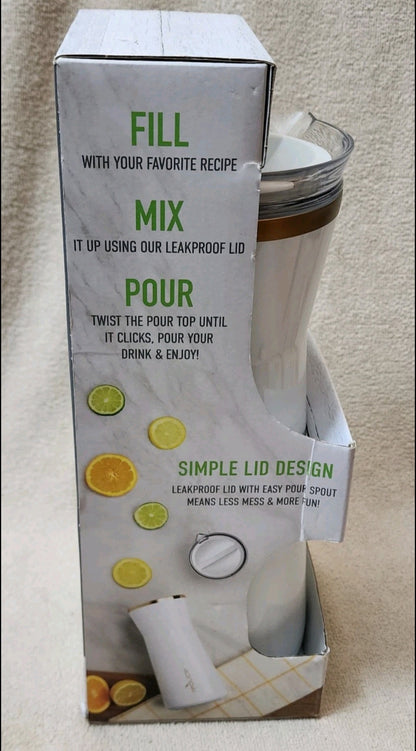 FILL
WITH YOUR FAVORITE RECIPE
MIX
IT UP USING OUR LEAKPROOF LID
POUR
TWIST THE POUR TOP UNTIL
IT CLICKS, POUR YOUR
DRINK & ENJOY!
SIMPLE LID DESIGN
LEAKPROOF LID WITH EASY POUR SPOUT
MEANS LESS MESS & MORE FUN!